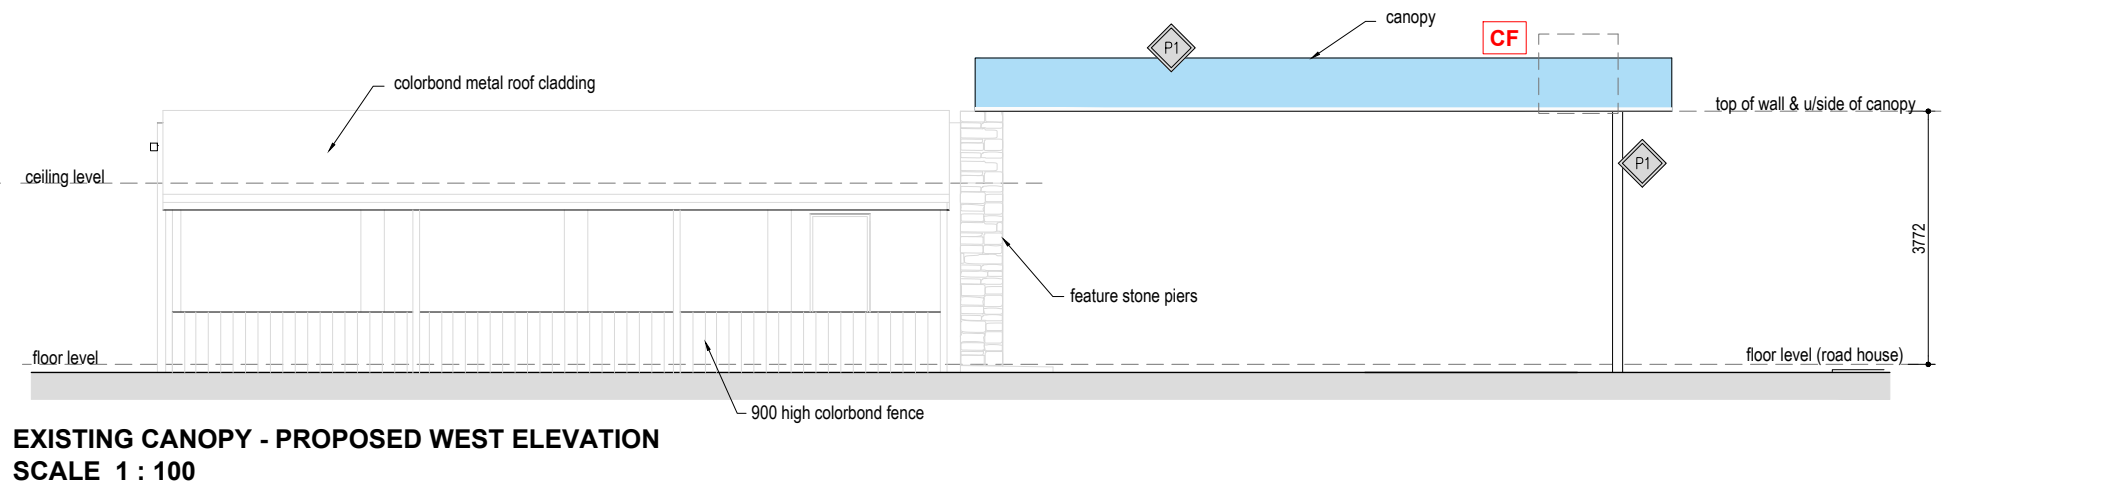 canopy
P1
CF
colorbond metal roof cladding
top of wall & u/side of canopy
P1
ceiling level
3772
feature stone piers
floor level
floor level (road house)
900 high colorbond fence
EXISTING CANOPY - PROPOSED WEST ELEVATION
SCALE 1 : 100